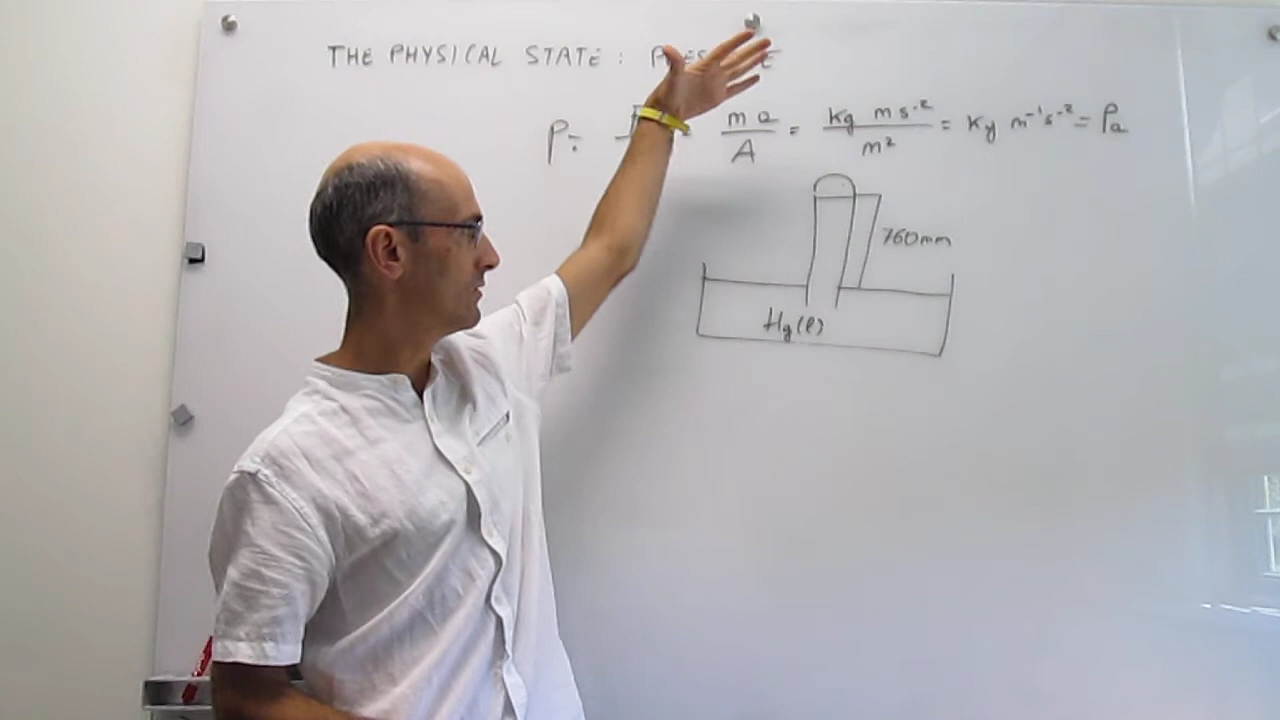 THE PHYSICAL STATE :
P = = m a / A = kg m s⁻² / m² = Kg m⁻¹ s⁻² = Pa
760mm
Hg(l)